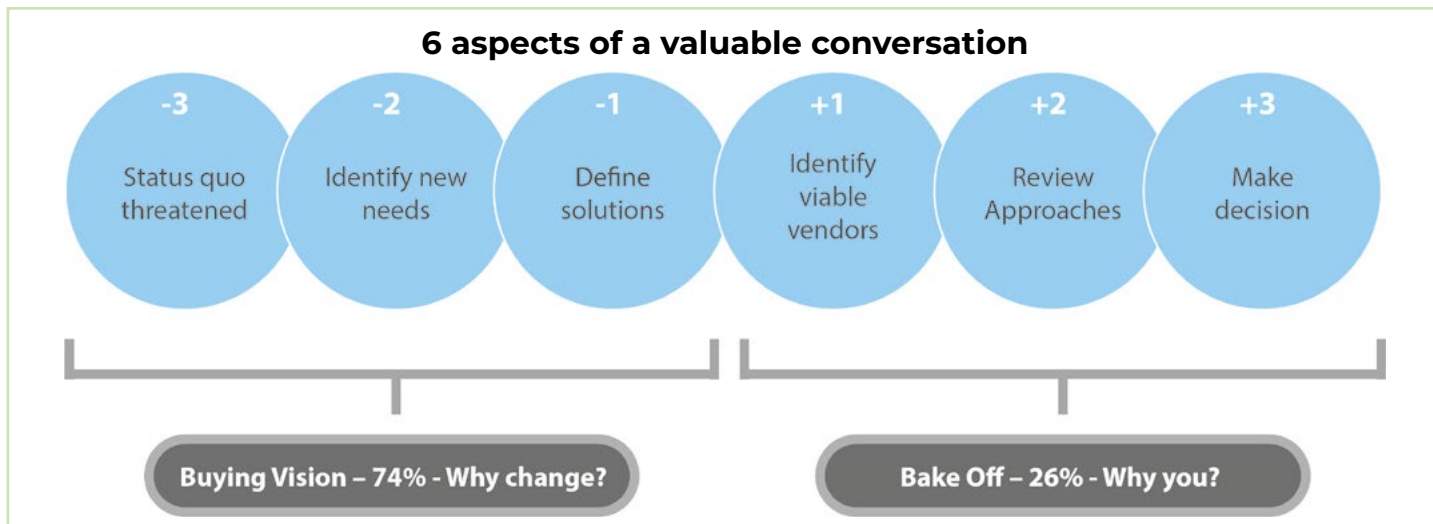 6 aspects of a valuable conversation
-3
Status quo
threatened
-2
Identify new
needs
-1
Define
solutions
+1
Identify
viable
vendors
+2
Review
Approaches
+3
Make
decision
Buying Vision – 74% - Why change?
Bake Off – 26% - Why you?